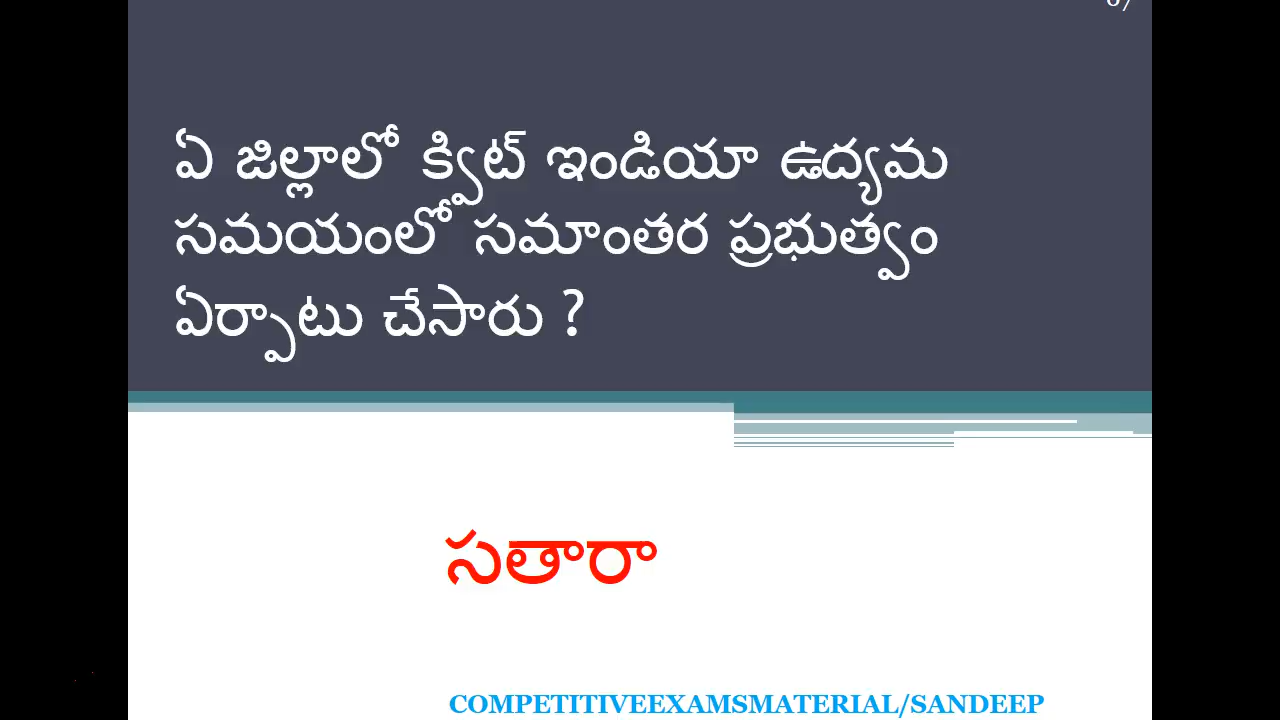 ఏ జిల్లాలో క్విట్ ఇండియా ఉద్యమ
సమయంలో సమాంతర ప్రభుత్వం
ఏర్పాటు చేసారు ?
సతారా
COMPETITIVEEXAMSMATERIAL/SANDEEP